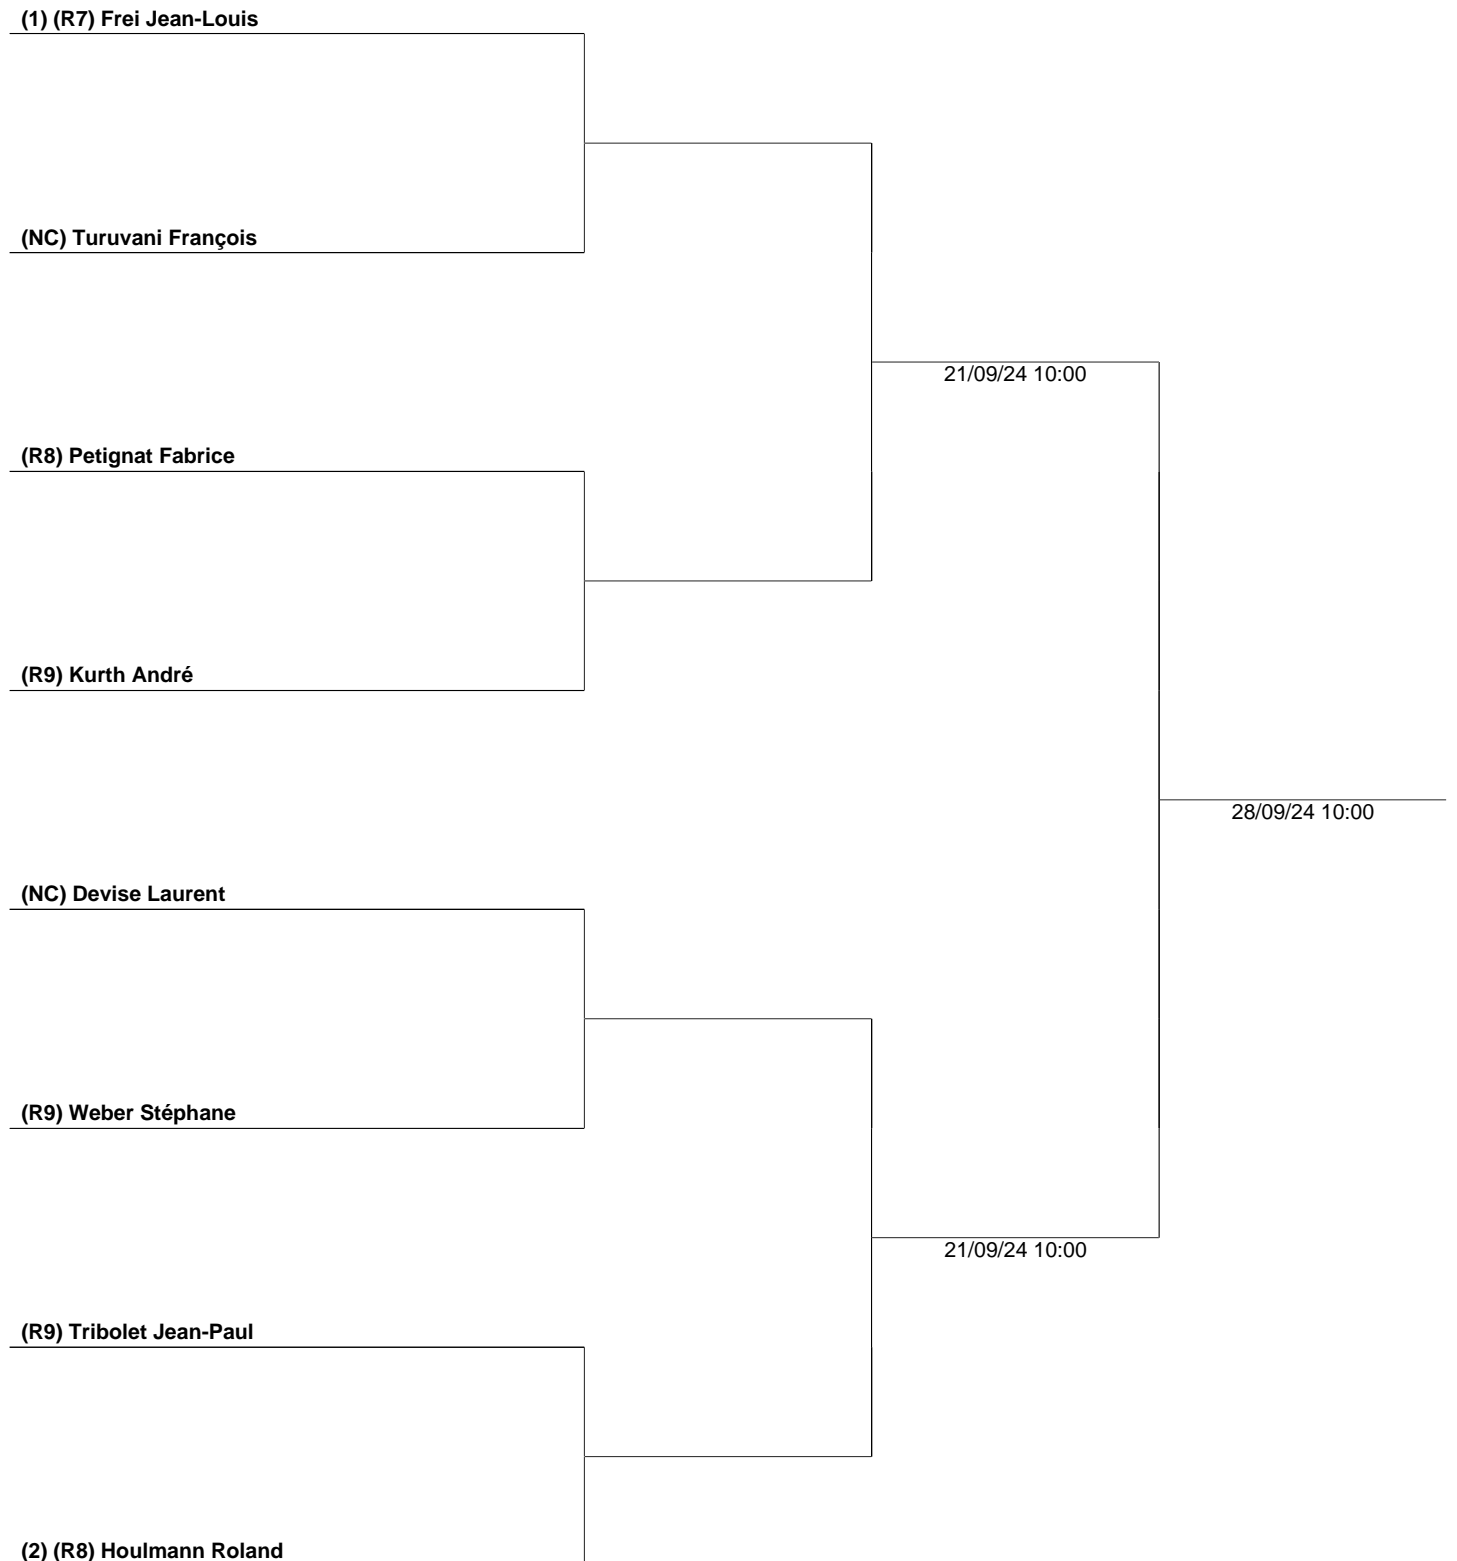 (1) (R7) Frei Jean-Louis
(NC) Turuvani François
21/09/24 10:00
(R8) Petignat Fabrice
(R9) Kurth André
28/09/24 10:00
(NC) Devise Laurent
(R9) Weber Stéphane
21/09/24 10:00
(R9) Tribolet Jean-Paul
(2) (R8) Houlmann Roland